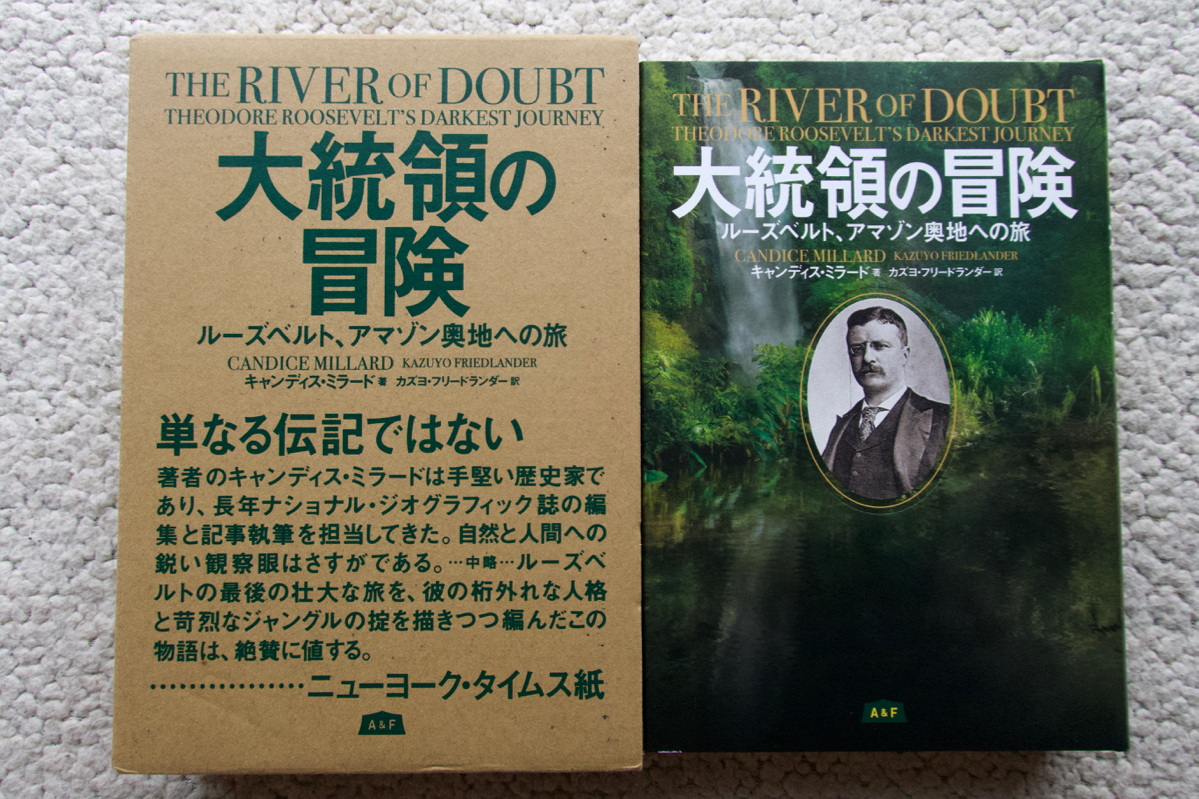 THE RIVER OF DOUBT
THEODORE ROOSEVELT'S DARKEST JOURNEY
大統領の
冒険
ルーズベルト、アマゾン奥地への旅
CANDICE MILLARD KAZUYO FRIEDLANDER
キャンディス・ミラード 著 カズヨ・フリードランダー 訳
単なる伝記ではない
著者のキャンディス・ミラードは手堅い歴史家で
あり、長年ナショナル・ジオグラフィック誌の編
集と記事執筆を担当してきた。自然と人間への
鋭い観察眼はさすがである。…中略…ルーズベ
ルトの最後の壮大な旅を、彼の桁外れな人格
と苛烈なジャングルの掟を描きつつ編んだこの
物語は、絶賛に値する。
………………ニューヨーク・タイムス紙
A&F
THE RIVER OF DOUBT
THEODORE ROOSEVELT'S DARKEST JOURNEY
大統領の冒険
ルーズベルト、アマゾン奥地への旅
CANDICE MILLARD KAZUYO FRIEDLANDER
キャンディス・ミラード 著 カズヨ・フリードランダー 訳
A&F